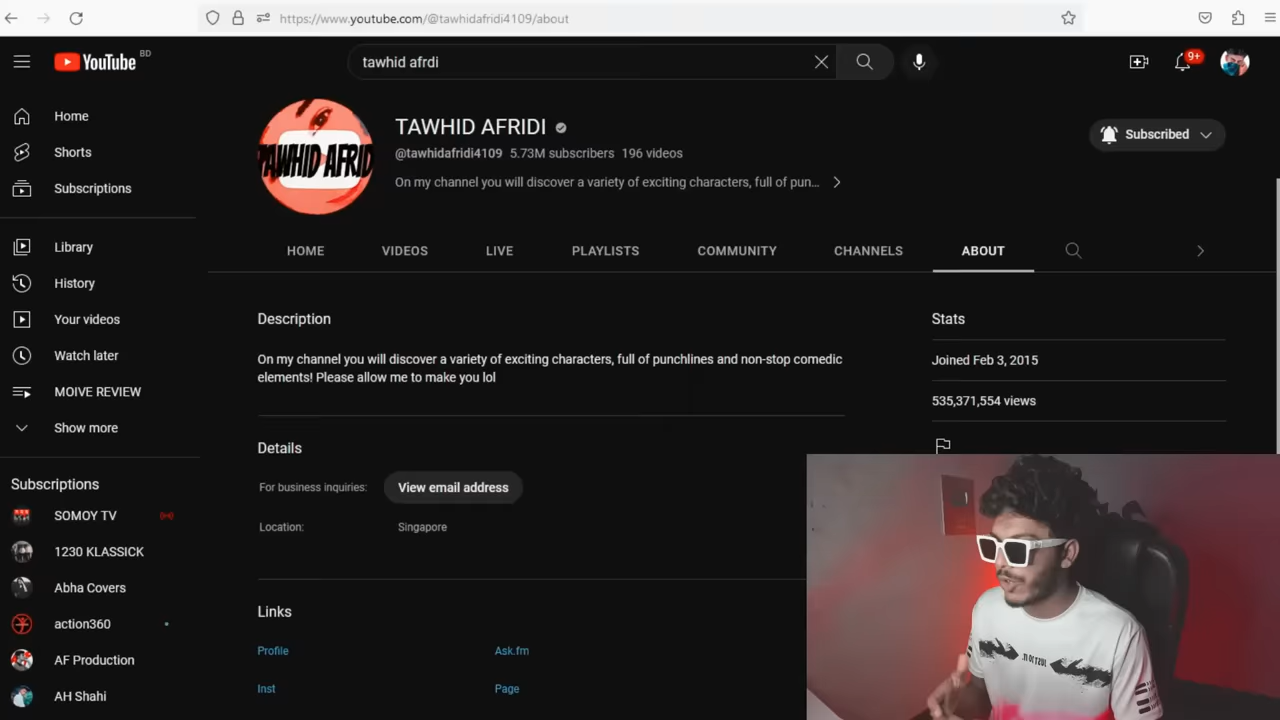 https://www.youtube.com/@tawhidafridi4109/about
YouTube BD
tawhid afrdi
9+
Home
Shorts
Subscriptions
Library
History
Your videos
Watch later
MOIVE REVIEW
Show more
Subscriptions
SOMOY TV
1230 KLASSICK
Abha Covers
action360
AF Production
AH Shahi
TAWHID AFRIDI
TAWHID AFRIDI
@tawhidafridi4109 5.73M subscribers 196 videos
On my channel you will discover a variety of exciting characters, full of pun...
Subscribed
HOME VIDEOS LIVE PLAYLISTS COMMUNITY CHANNELS ABOUT
Description
On my channel you will discover a variety of exciting characters, full of punchlines and non-stop comedic
elements! Please allow me to make you lol
Details
For business inquiries: View email address
Location: Singapore
Links
Profile Ask.fm
Inst Page
Stats
Joined Feb 3, 2015
535,371,554 views